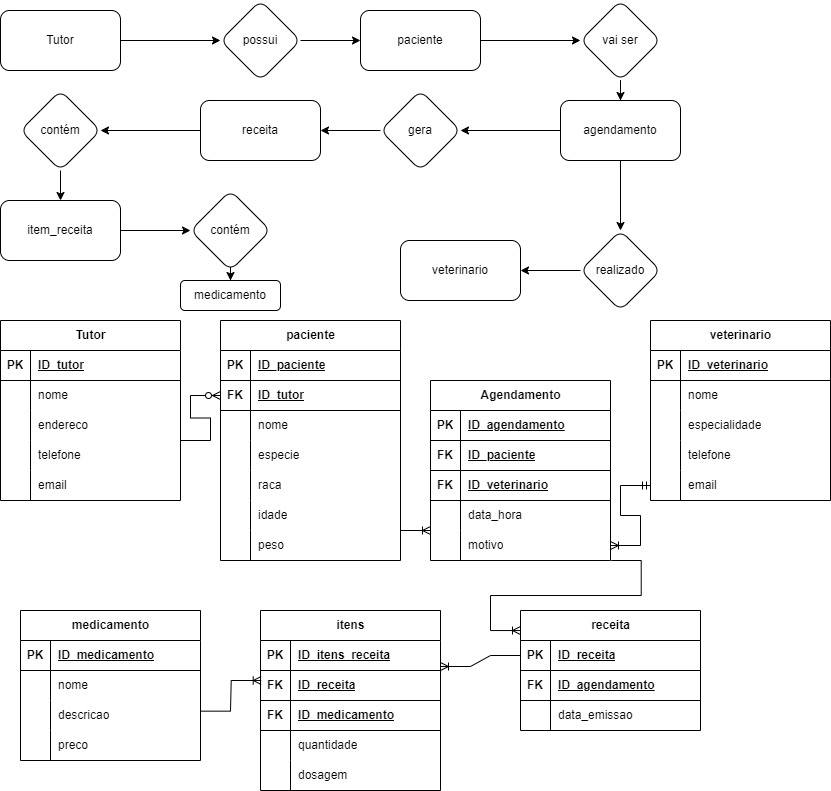 Tutor
possui
paciente
vai ser
contém
receita
gera
agendamento
item_receita
contém
veterinario
realizado
medicamento
Tutor
PK ID_tutor
nome
endereco
telefone
email
paciente
PK ID_paciente
FK ID_tutor
nome
especie
raca
idade
peso
Agendamento
PK ID_agendamento
FK ID_paciente
FK ID_veterinario
data_hora
motivo
veterinario
PK ID_veterinario
nome
especialidade
telefone
email
medicamento
PK ID_medicamento
nome
descricao
preco
itens
PK ID_itens_receita
FK ID_receita
FK ID_medicamento
quantidade
dosagem
receita
PK ID_receita
FK ID_agendamento
data_emissao